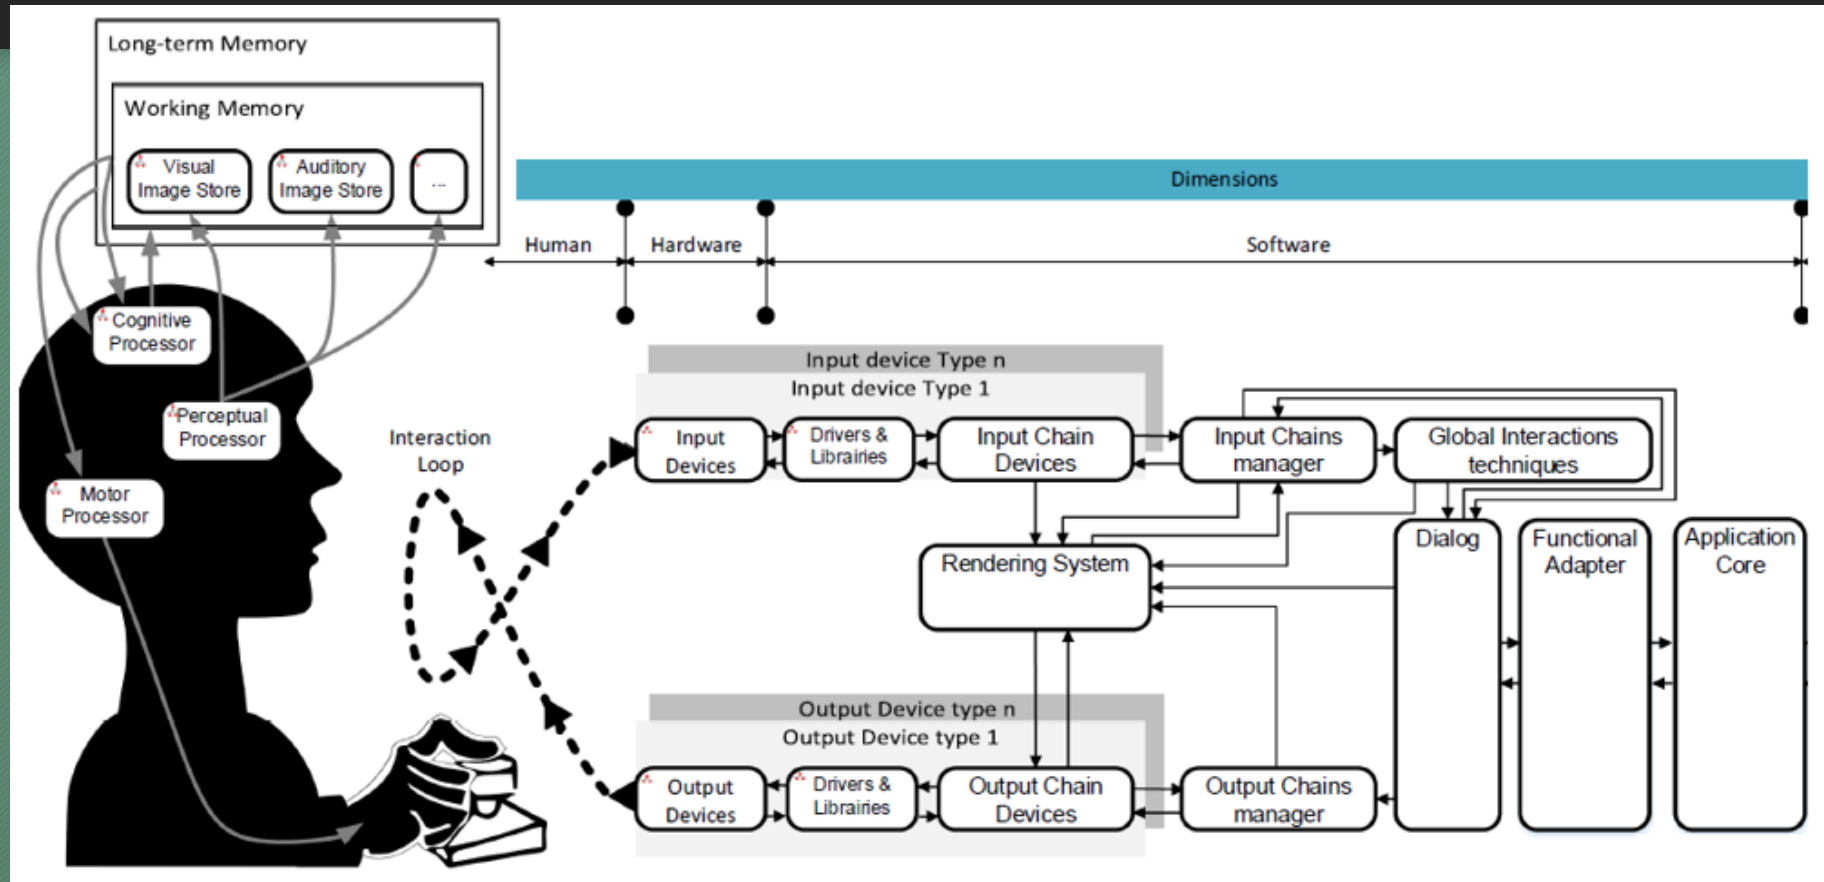 Long-term Memory
Working Memory
Visual
Image Store
Auditory
Image Store
...
Dimensions
Human
Hardware
Software
Cognitive
Processor
Perceptual
Processor
Motor
Processor
Interaction
Loop
Input device Type n
Input device Type 1
Input
Devices
Drivers &
Librairies
Input Chain
Devices
Input Chains
manager
Global Interactions
techniques
Rendering System
Dialog
Functional
Adapter
Application
Core
Output Device type n
Output Device type 1
Output
Devices
Drivers &
Librairies
Output Chain
Devices
Output Chains
manager